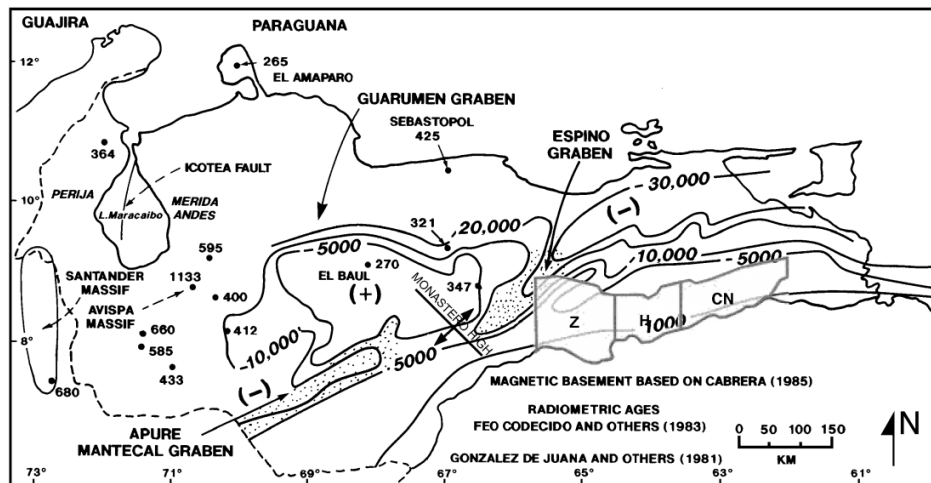 GUAJIRA
PARAGUANA
12°
265
EL AMAPARO
GUARUMEN GRABEN
SEBASTOPOL
425
ESPINO
GRABEN
364
ICOTEA FAULT
-30,000
(-)
10°
PERIJA
MERIDA
ANDES
L.Maracaibo
321
20,000
-5000
595
10,000
-5000
SANTANDER
MASSIF
1133
EL BAUL
270
(+)
347
AVISPA
MASSIF
400
MONASTERO HIGH
CN
Z
H
1000
660
412
8°
585
-10,000
5000
433
(-)
680
MAGNETIC BASEMENT BASED ON CABRERA (1985)
RADIOMETRIC AGES
FEO CODECIDO AND OTHERS (1983)
APURE
MANTECAL GRABEN
GONZALEZ DE JUANA AND OTHERS (1981)
0 50 100 150
KM
N
73°
71°
69°
67°
65°
63°
61°